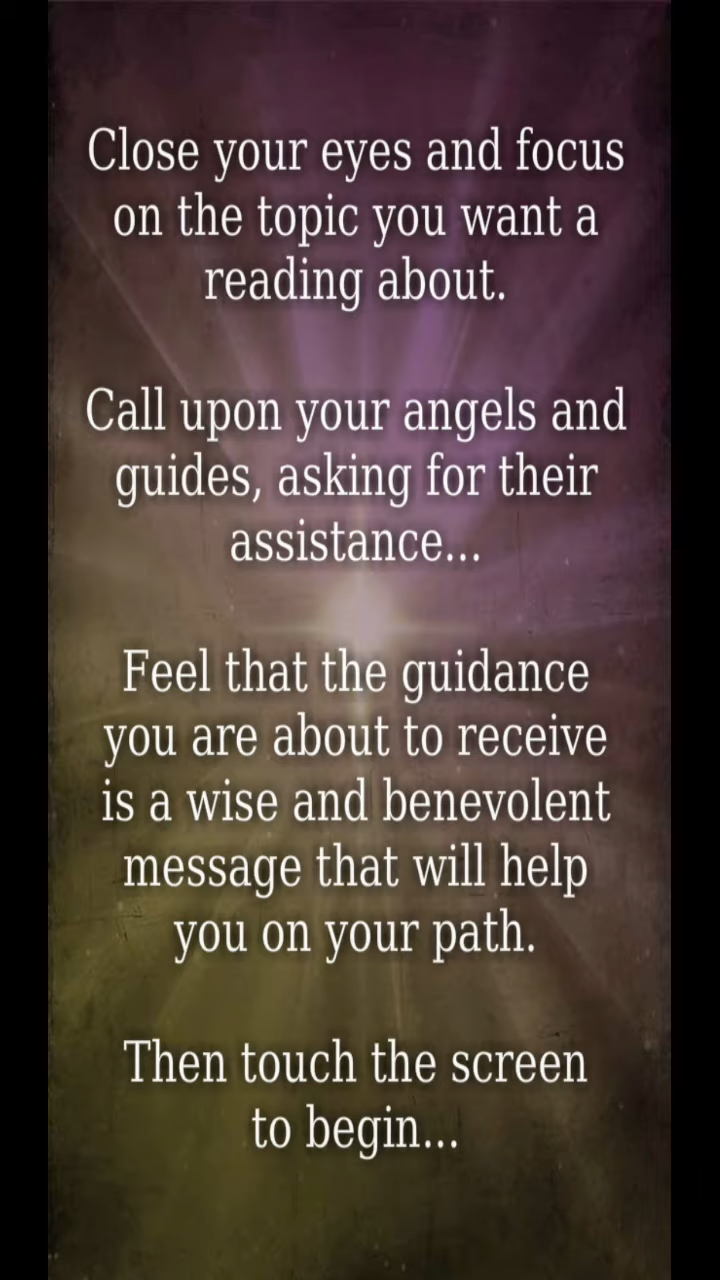 Close your eyes and focus
on the topic you want a
reading about.
Call upon your angels and
guides, asking for their
assistance...
Feel that the guidance
you are about to receive
is a wise and benevolent
message that will help
you on your path.
Then touch the screen
to begin...